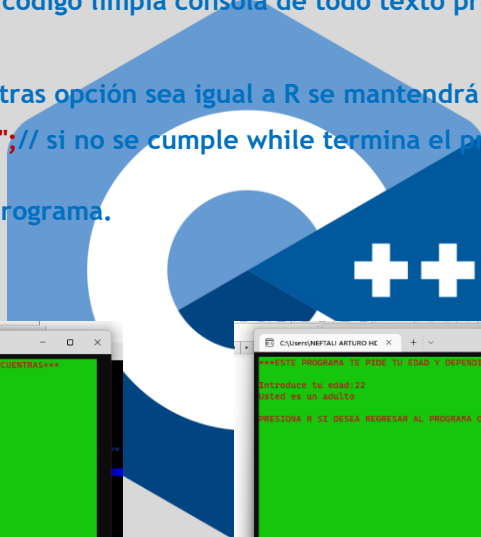 codigo limpia consola de todo texto pr
tras opción sea igual a R se mantendrá
";// si no se cumple while termina el pr
rograma.
++
CUENTRAS***
C:\Users\NEFTALI ARTURO HE
***ESTE PROGRAMA TE PIDE TU EDAD Y DEPENDI
Introduce tu edad:22
Usted es un adulto
PRESIONA R SI DESEA REGRESAR AL PROGRAMA